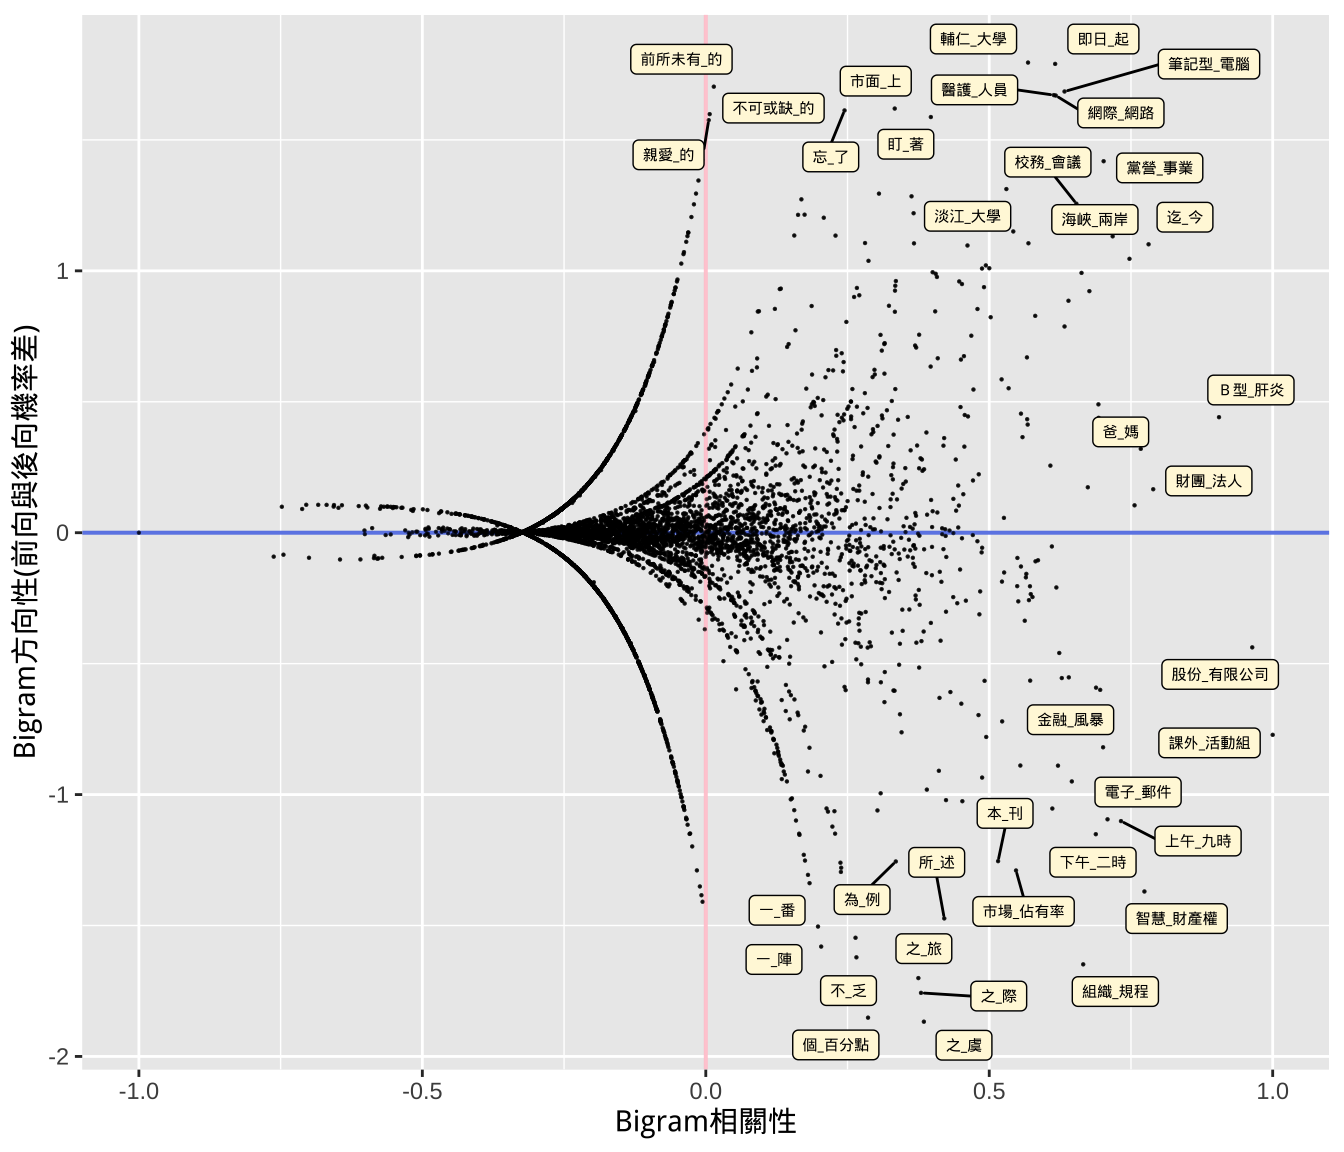 輔仁_大學
即日_起
前所未有_的
筆記型_電腦
市面_上
醫護_人員
不可或缺_的
網際_網路
盯_著
親愛_的
忘_了
校務_會議
黨營_事業
淡江_大學
海峽_兩岸
迄_今
1
B型_肝炎
爸_媽
財團_法人
0
Bigram方向性(前向與後向機率差)
股份_有限公司
金融_風暴
課外_活動組
-1
電子_郵件
本_刊
上午_九時
所_述
下午_二時
為_例
一_番
市場_佔有率
智慧_財產權
之_旅
一_陣
不_乏
之_際
組織_規程
個_百分點
之_虞
-2
-1.0
-0.5
0.0
0.5
1.0
Bigram相關性